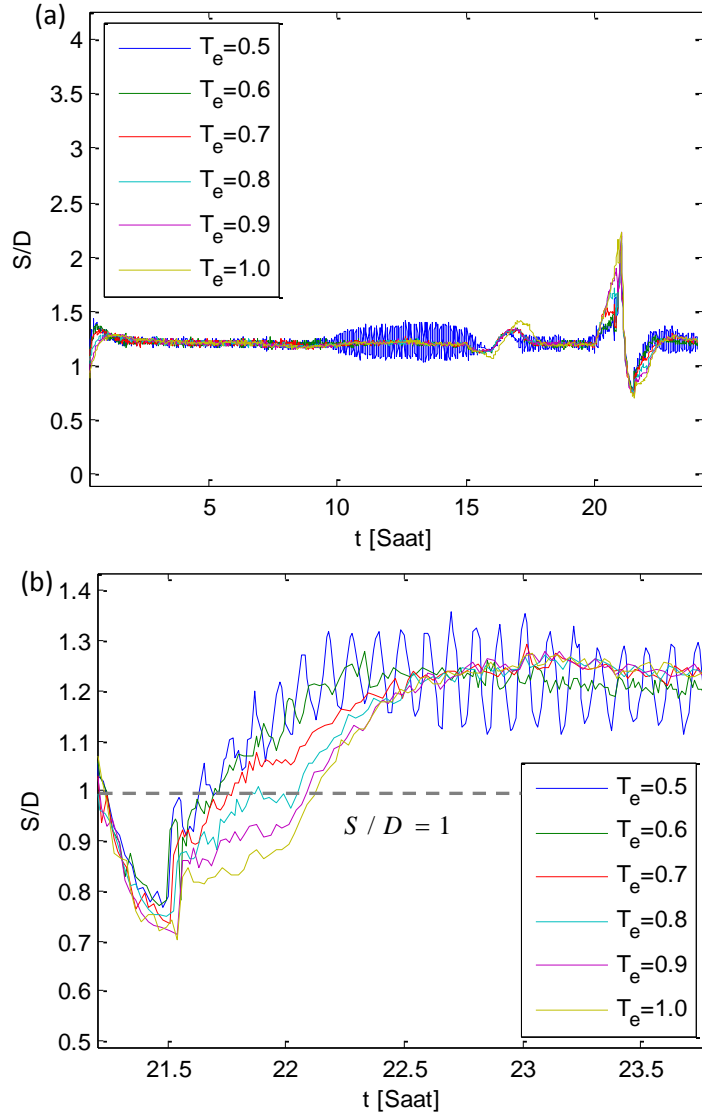 (a)
T_e=0.5
T_e=0.6
T_e=0.7
T_e=0.8
T_e=0.9
T_e=1.0
4
3.5
3
2.5
2
1.5
1
0.5
0
S/D
5
10
15
20
t [Saat]
(b)
1.4
1.3
1.2
1.1
1
0.9
0.8
0.7
0.6
0.5
S/D
S / D = 1
T_e=0.5
T_e=0.6
T_e=0.7
T_e=0.8
T_e=0.9
T_e=1.0
21.5
22
22.5
23
23.5
t [Saat]